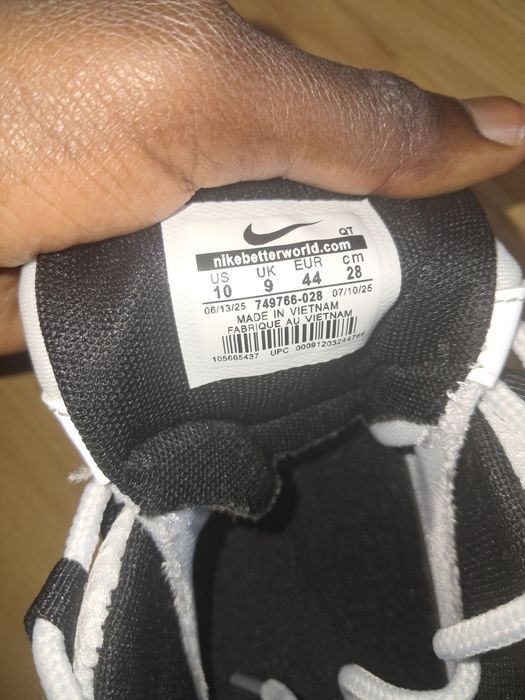 QT
nikebetterworld.com
US UK EUR cm
10 9 44 28
06/13/25 749766-028 07/10/25
MADE IN VIETNAM
FABRIQUE AU VIETNAM
105665437 UPC 00091203244766